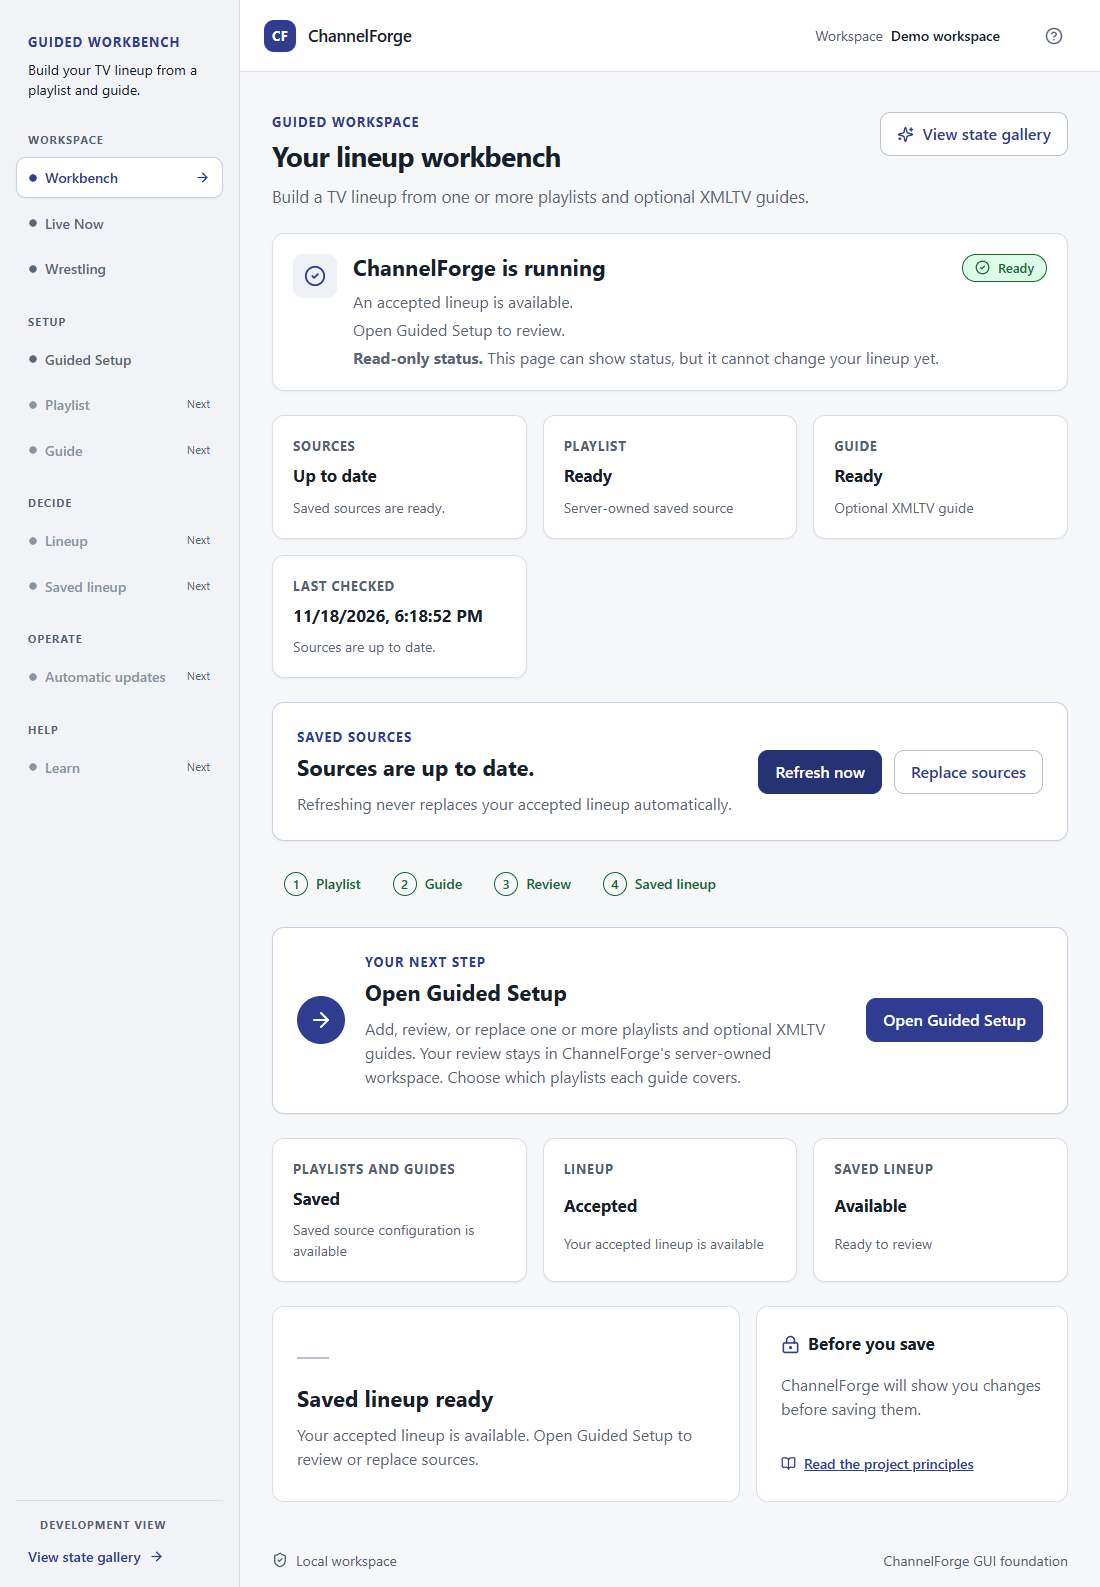 GUIDED WORKBENCH
Build your TV lineup from a
playlist and guide.
WORKSPACE
Workbench
Live Now
Wrestling
SETUP
Guided Setup
Playlist Next
Guide Next
DECIDE
Lineup Next
Saved lineup Next
OPERATE
Automatic updates Next
HELP
Learn Next
DEVELOPMENT VIEW
View state gallery
CF ChannelForge
Workspace Demo workspace
GUIDED WORKSPACE
Your lineup workbench
Build a TV lineup from one or more playlists and optional XMLTV guides.
View state gallery
ChannelForge is running
An accepted lineup is available.
Open Guided Setup to review.
Read-only status. This page can show status, but it cannot change your lineup yet.
Ready
SOURCES
Up to date
Saved sources are ready.
PLAYLIST
Ready
Server-owned saved source
GUIDE
Ready
Optional XMLTV guide
LAST CHECKED
11/18/2026, 6:18:52 PM
Sources are up to date.
SAVED SOURCES
Sources are up to date.
Refreshing never replaces your accepted lineup automatically.
Refresh now
Replace sources
1 Playlist
2 Guide
3 Review
4 Saved lineup
YOUR NEXT STEP
Open Guided Setup
Add, review, or replace one or more playlists and optional XMLTV
guides. Your review stays in ChannelForge's server-owned
workspace. Choose which playlists each guide covers.
Open Guided Setup
PLAYLISTS AND GUIDES
Saved
Saved source configuration is
available
LINEUP
Accepted
Your accepted lineup is available
SAVED LINEUP
Available
Ready to review
Saved lineup ready
Your accepted lineup is available. Open Guided Setup to
review or replace sources.
Before you save
ChannelForge will show you changes
before saving them.
Read the project principles
Local workspace
ChannelForge GUI foundation